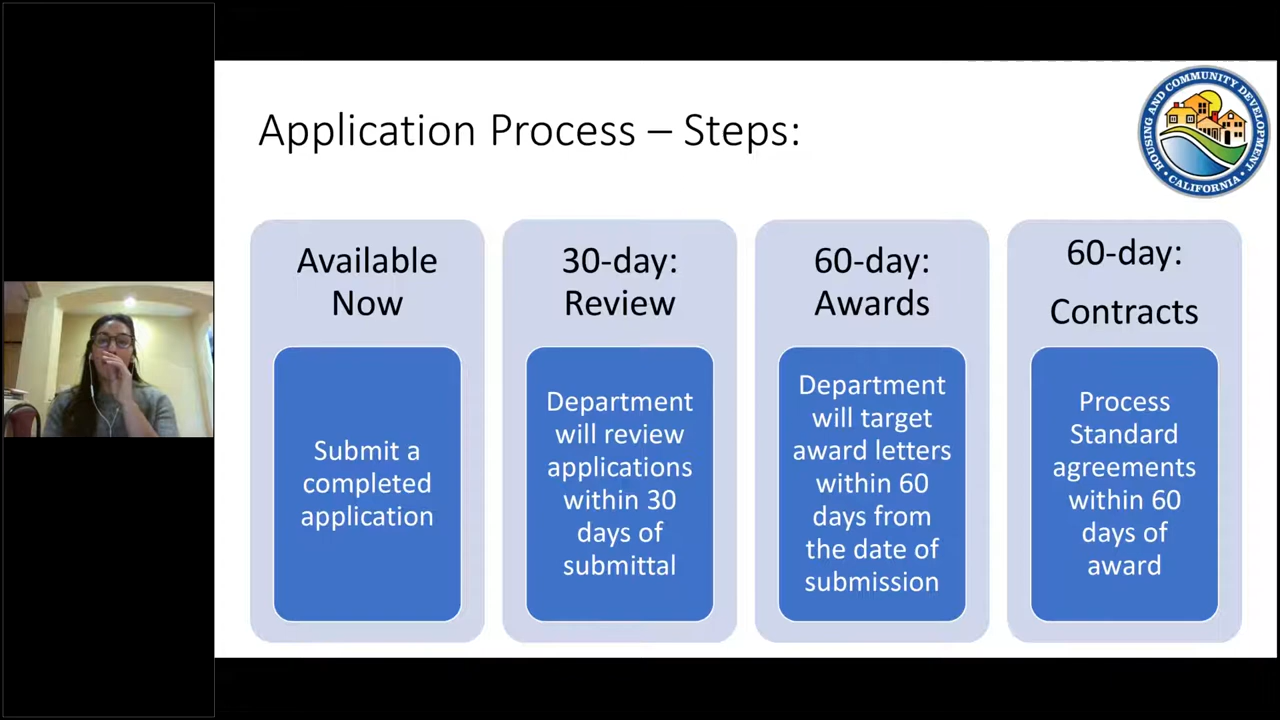 Application Process – Steps:
HOUSING AND COMMUNITY DEVELOPMENT
• CALIFORNIA •
Available
Now
Submit a
completed
application
30-day:
Review
Department
will review
applications
within 30
days of
submittal
60-day:
Awards
Department
will target
award letters
within 60
days from
the date of
submission
60-day:
Contracts
Process
Standard
agreements
within 60
days of
award